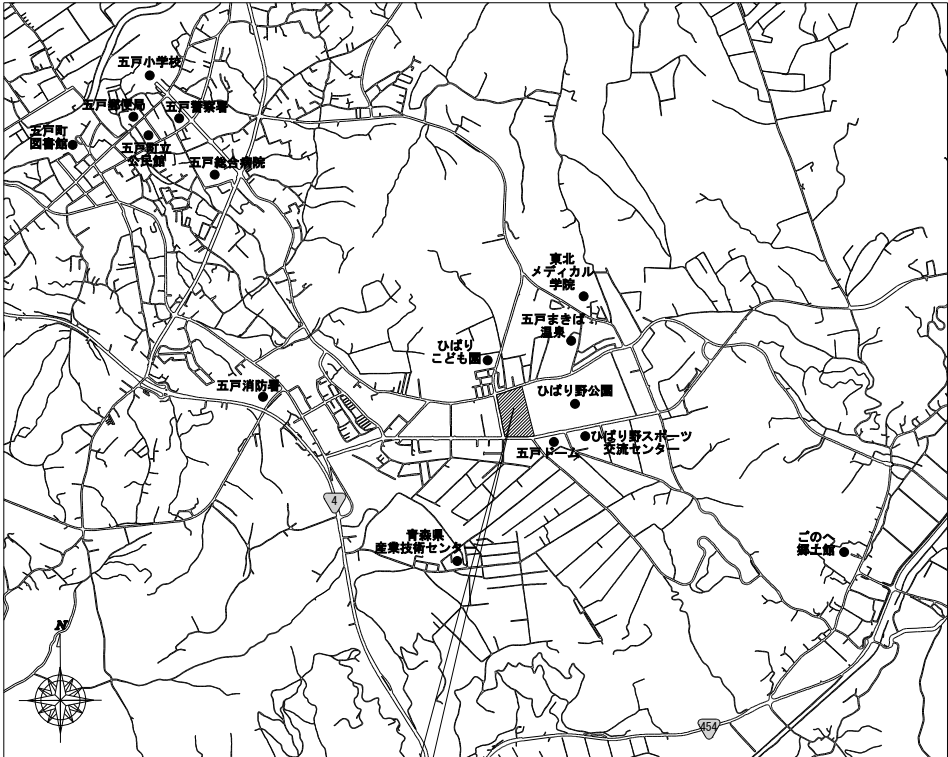 五戸小学校
五戸郵便局
五戸警察署
五戸町
図書館
五戸町立
公民館
五戸総合病院
東北
メディカル
学院
五戸まきば
温泉
ひばり
こども園
五戸消防署
ひばり野公園
ひばり野スポーツ
交流センター
五戸ドーム
4
青森県
産業技術センター
ごのへ
郷土館
N
454